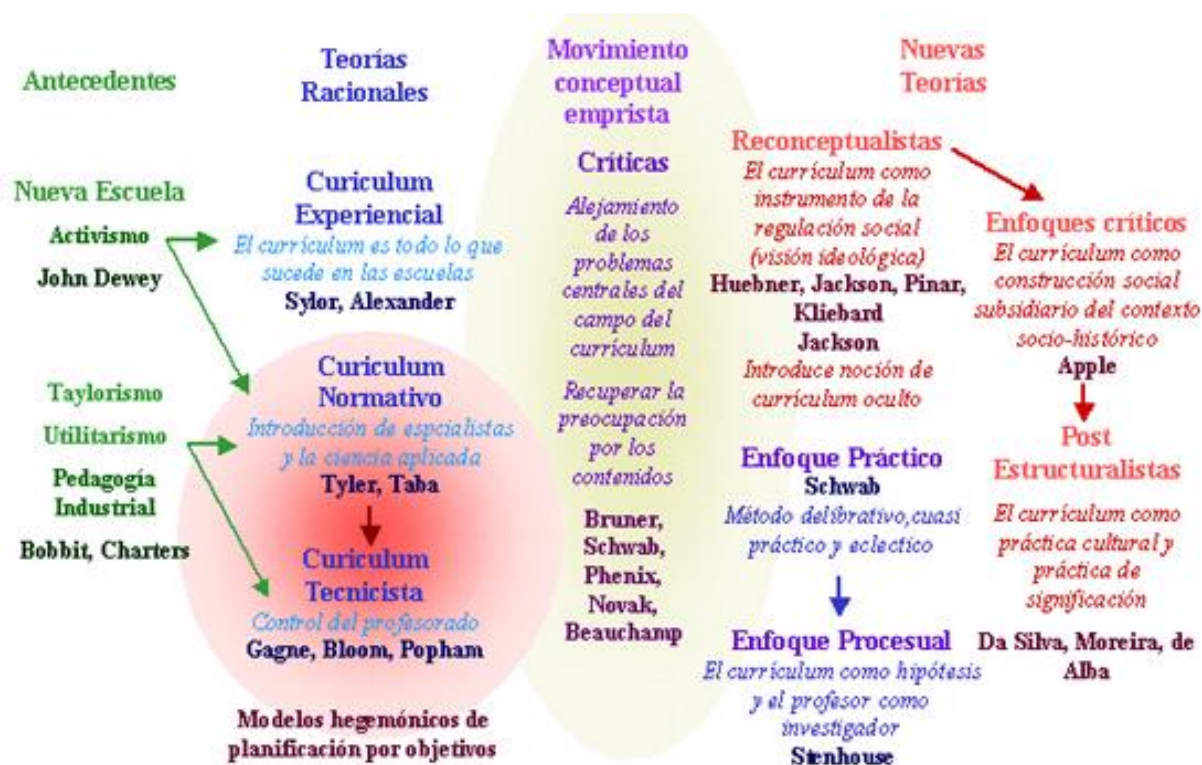 Antecedentes
Nueva Escuela
Activismo
John Dewey
Taylorismo
Utilitarismo
Pedagogía
Industrial
Bobbit, Charters
Teorías
Racionales
Curiculum
Experiencial
El currículum es todo lo que
sucede en las escuelas
Sylor, Alexander
Curiculum
Normativo
Introducción de espcialistas
y la ciencia aplicada
Tyler, Taba
Curiculum
Tecnicista
Control del profesorado
Gagne, Bloom, Popham
Modelos hegemónicos de
planificación por objetivos
Movimiento
conceptual
emprista
Críticas
Alejamiento
de los
problemas
centrales del
campo del
currículum
Recuperar la
preocupación
por los
contenidos
Bruner,
Schwab,
Phenix,
Novak,
Beauchamp
Nuevas
Teorías
Reconceptualistas
El currículum como
instrumento de la
regulación social
(visión ideológica)
Huebner, Jackson, Pinar,
Kliebard
Jackson
Introduce noción de
currículum oculto
Enfoque Práctico
Schwab
Método delibrativo,cuasi
práctico y eclectico
Enfoque Procesual
El currículum como hipótesis
y el profesor como
investigador
Stenhouse
Enfoques críticos
El currículum como
construcción social
subsidiario del contexto
socio-histórico
Apple
Post
Estructuralistas
El currículum como
práctica cultural y
práctica de
significación
Da Silva, Moreira, de
Alba